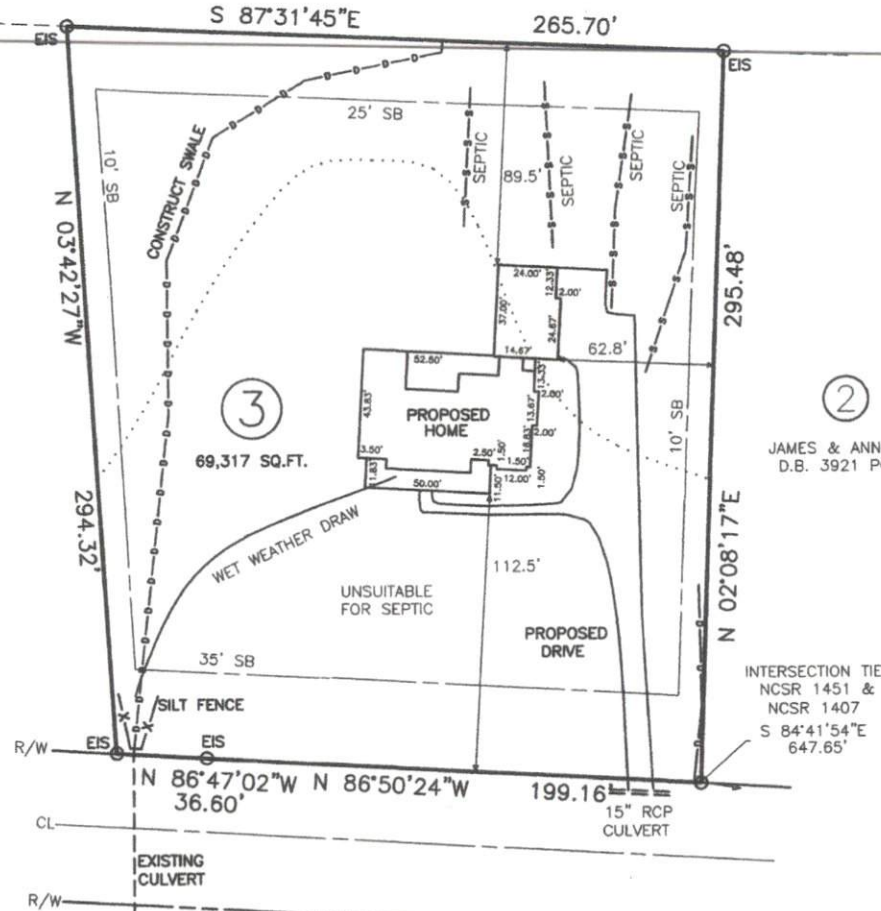 S 87°31'45"E
265.70'
EIS
EIS
25' SB
10' SB
CONSTRUCT SWALE
SEPTIC
SEPTIC
SEPTIC
SEPTIC
89.5'
N 03°42'27"W
294.32'
295.48'
N 02°08'17"E
24.00'
12.33'
2.00'
37.00'
24.67'
14.67'
62.8'
52.50'
13.33'
2.00'
43.83'
13.67'
2.00'
PROPOSED
HOME
18.83'
3.50'
2.50'
1.50'
1.50'
12.00'
1.50'
11.83'
50.00'
11.50'
3
69,317 SQ.FT.
10' SB
2
JAMES & ANN
D.B. 3921 P
WET WEATHER DRAW
112.5'
UNSUITABLE
FOR SEPTIC
PROPOSED
DRIVE
35' SB
SILT FENCE
INTERSECTION TIE
NCSR 1451 &
NCSR 1407
S 84°41'54"E
647.65'
R/W
EIS
EIS
N 86°47'02"W
36.60'
N 86°50'24"W
199.16'
15" RCP
CULVERT
CL
EXISTING
CULVERT
R/W